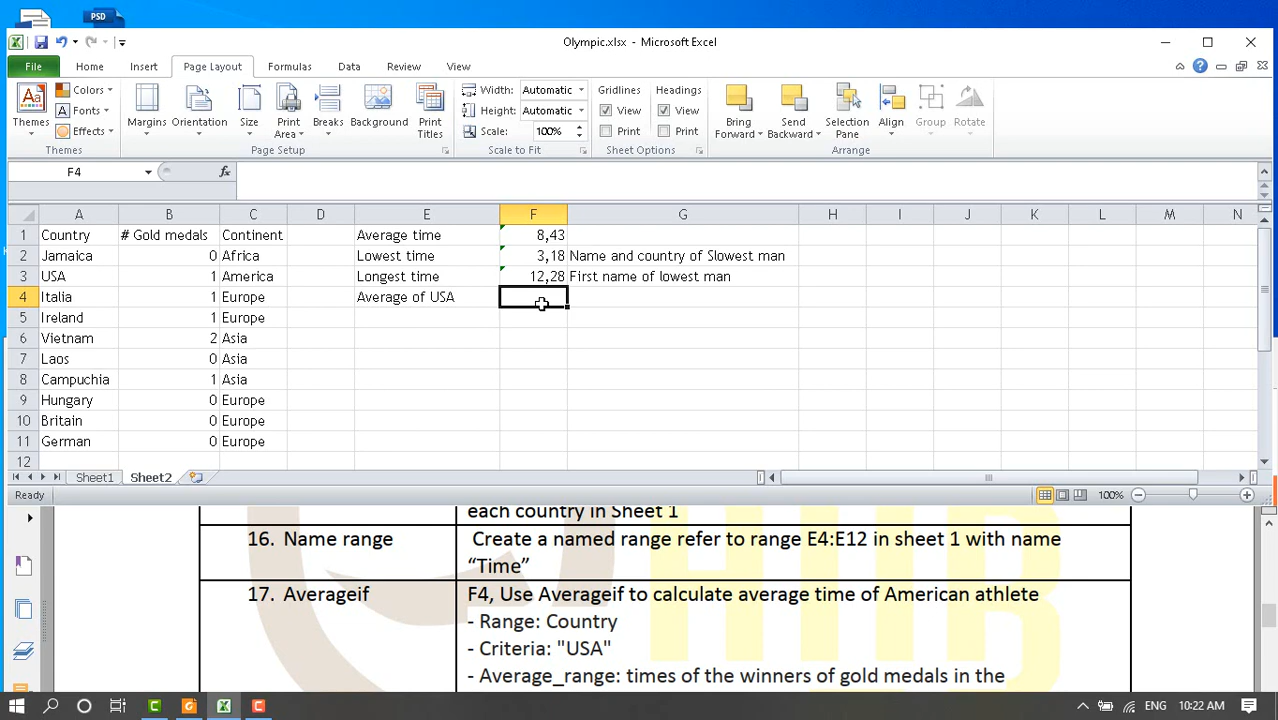 PSD
Olympic.xlsx - Microsoft Excel
File Home Insert Page Layout Formulas Data Review View
Themes Colors Fonts Effects Themes
Margins Orientation Size Print Area Breaks Background Print Titles Page Setup
Width: Automatic Height: Automatic Scale: 100% Scale to Fit
Gridlines View Print Headings View Print Sheet Options
Bring Forward Send Backward Selection Pane Align Group Rotate Arrange
F4 fx
A B C D E F G H I J K L M N
1 Country # Gold medals Continent Average time 8,43
2 Jamaica 0 Africa Lowest time 3,18 Name and country of Slowest man
3 USA 1 America Longest time 12,28 First name of lowest man
4 Italia 1 Europe Average of USA
5 Ireland 1 Europe
6 Vietnam 2 Asia
7 Laos 0 Asia
8 Campuchia 1 Asia
9 Hungary 0 Europe
10 Britain 0 Europe
11 German 0 Europe
12
Sheet1 Sheet2
Ready 100%
each country in Sheet 1
16. Name range Create a named range refer to range E4:E12 in sheet 1 with name
“Time”
17. Averageif F4, Use Averageif to calculate average time of American athlete
- Range: Country
- Criteria: "USA"
- Average_range: times of the winners of gold medals in the
HUB
ENG 10:22 AM